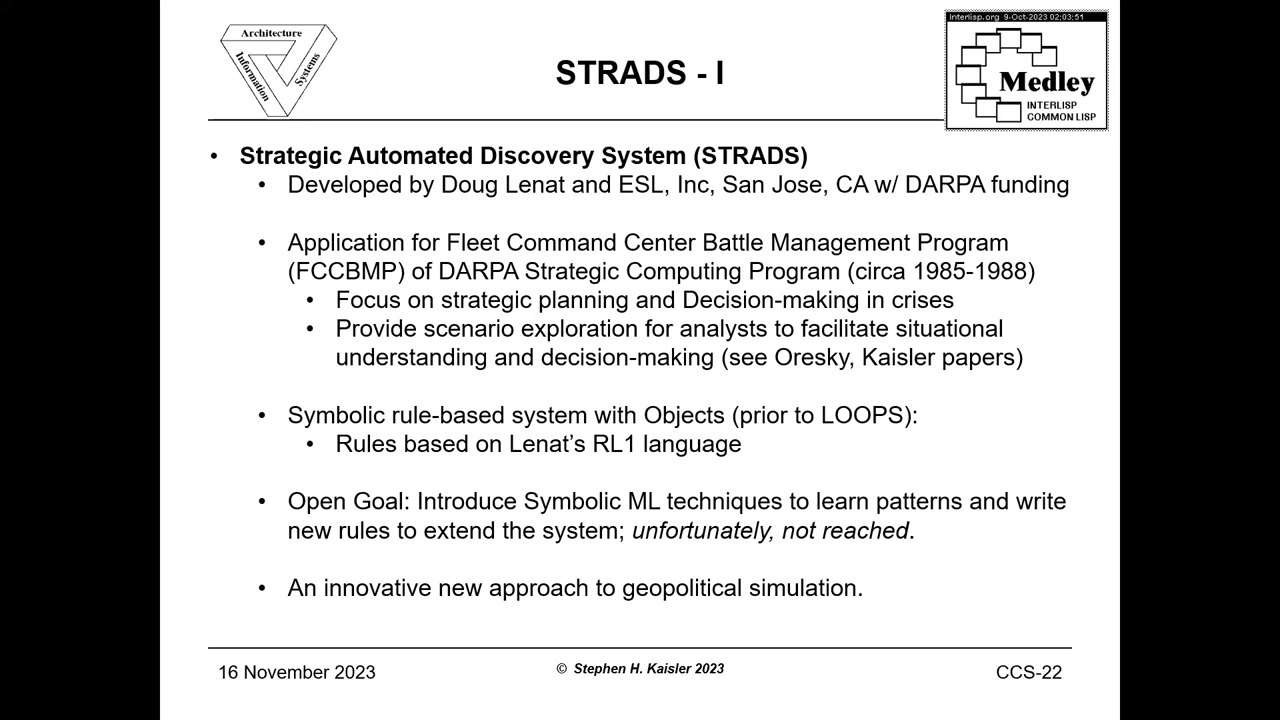 Architecture
Information
Systems
STRADS - I
Interlisp.org 9-Oct-2023 02:03:51
Medley
INTERLISP
COMMON LISP
• Strategic Automated Discovery System (STRADS)
• Developed by Doug Lenat and ESL, Inc, San Jose, CA w/ DARPA funding
• Application for Fleet Command Center Battle Management Program
(FCCBMP) of DARPA Strategic Computing Program (circa 1985-1988)
• Focus on strategic planning and Decision-making in crises
• Provide scenario exploration for analysts to facilitate situational
understanding and decision-making (see Oresky, Kaisler papers)
• Symbolic rule-based system with Objects (prior to LOOPS):
• Rules based on Lenat’s RL1 language
• Open Goal: Introduce Symbolic ML techniques to learn patterns and write
new rules to extend the system; unfortunately, not reached.
• An innovative new approach to geopolitical simulation.
16 November 2023
© Stephen H. Kaisler 2023
CCS-22